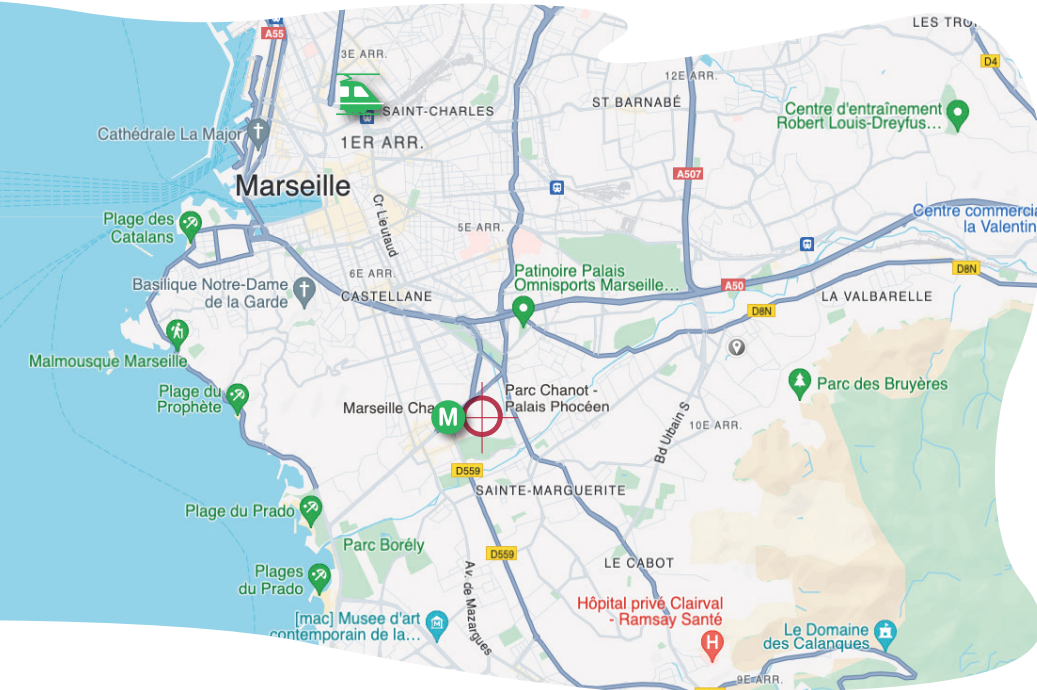 LES TRO
A55
3E ARR.
D4
12E ARR.
ST BARNABÉ
SAINT-CHARLES
Centre d'entraînement
Robert Louis-Dreyfus...
Cathédrale La Major
1ER ARR.
A507
Marseille
Cr Lieutaud
Plage des
Catalans
5E ARR.
Centre commercia
la Valentin
D8N
6E ARR.
Patinoire Palais
Omnisports Marseille...
Basilique Notre-Dame
de la Garde
CASTELLANE
A50
LA VALBARELLE
D8N
Malmousque Marseille
Plage du
Prophète
Parc des Bruyères
Parc Chanot -
Palais Phocéen
Marseille Cha
M
Bd Urbain S
10E ARR.
D559
SAINTE-MARGUERITE
Plage du Prado
Parc Borély
D559
LE CABOT
Plages
du Prado
Av. de Mazargues
Hôpital privé Clairval
- Ramsay Santé
H
[mac] Musee d'art
contemporain de la...
Le Domaine
des Calanques
9E ARR.